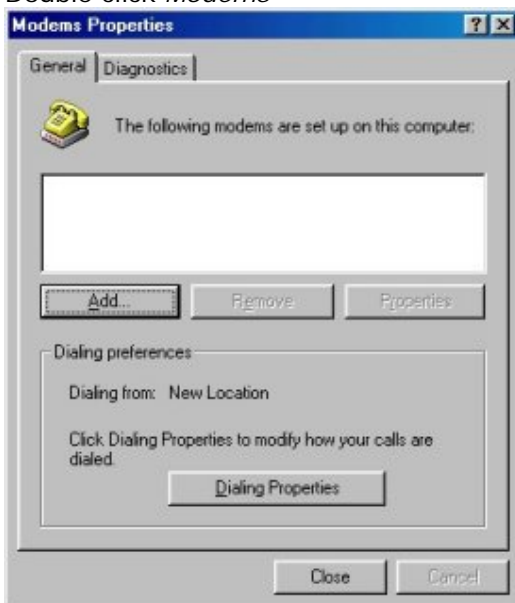 Double-click Modems
Modems Properties
General Diagnostics
The following modems are set up on this computer:
Add... Remove Properties
Dialing preferences
Dialing from: New Location
Click Dialing Properties to modify how your calls are
dialed.
Dialing Properties
Close Cancel